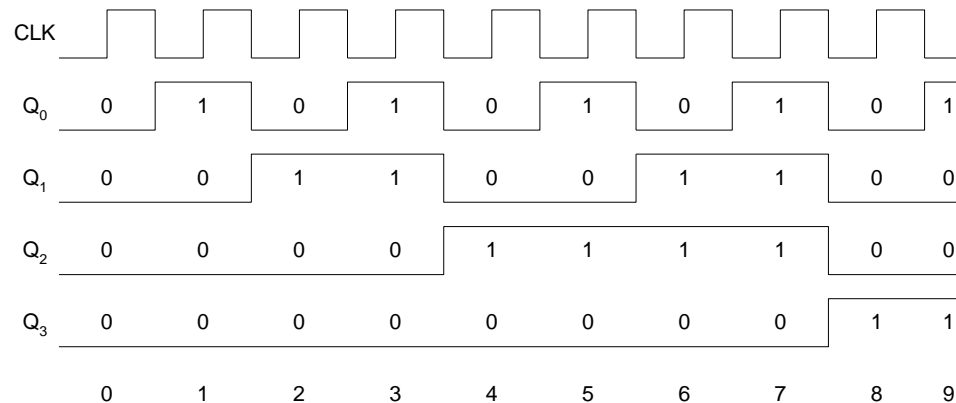 CLK
Q0 0 1 0 1 0 1 0 1 0 1
Q1 0 0 1 1 0 0 1 1 0 0
Q2 0 0 0 0 1 1 1 1 0 0
Q3 0 0 0 0 0 0 0 0 1 1
0 1 2 3 4 5 6 7 8 9